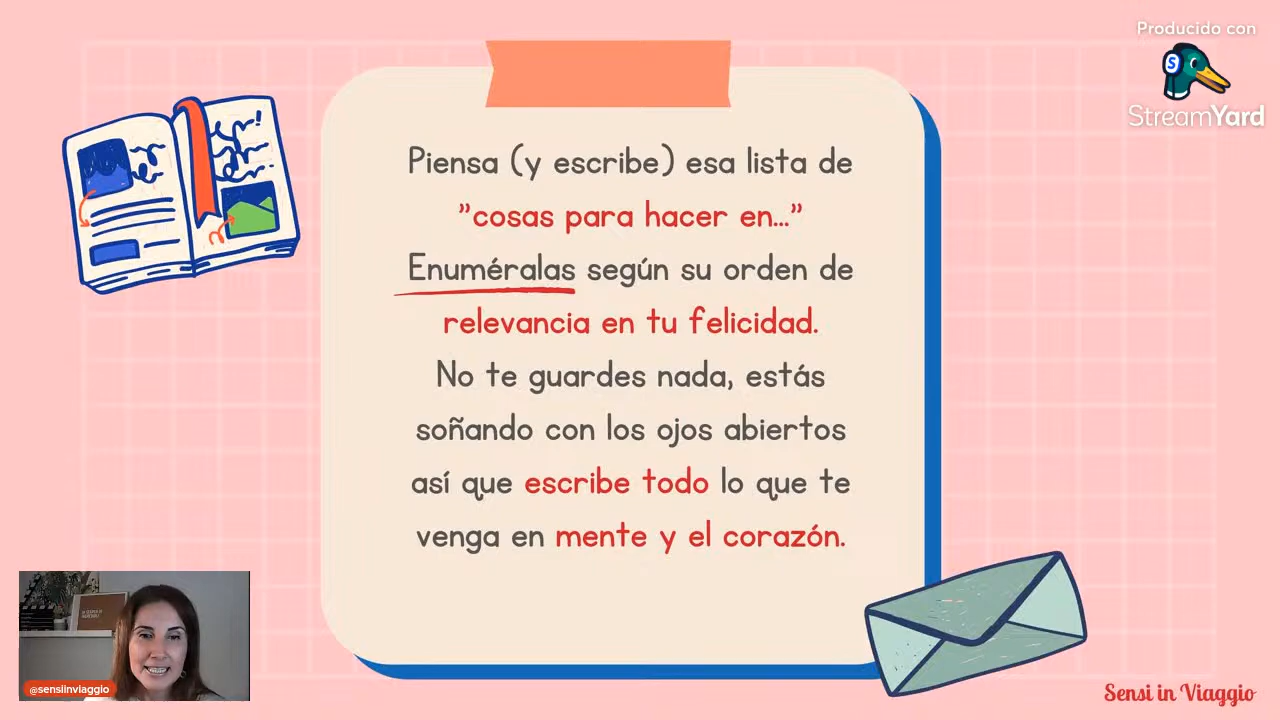 Producido con
StreamYard
Piensa (y escribe) esa lista de
"cosas para hacer en..."
Enuméralas según su orden de
relevancia en tu felicidad.
No te guardes nada, estás
soñando con los ojos abiertos
así que escribe todo lo que te
venga en mente y el corazón.
@sensiinviaggio
Sensi in Viaggio